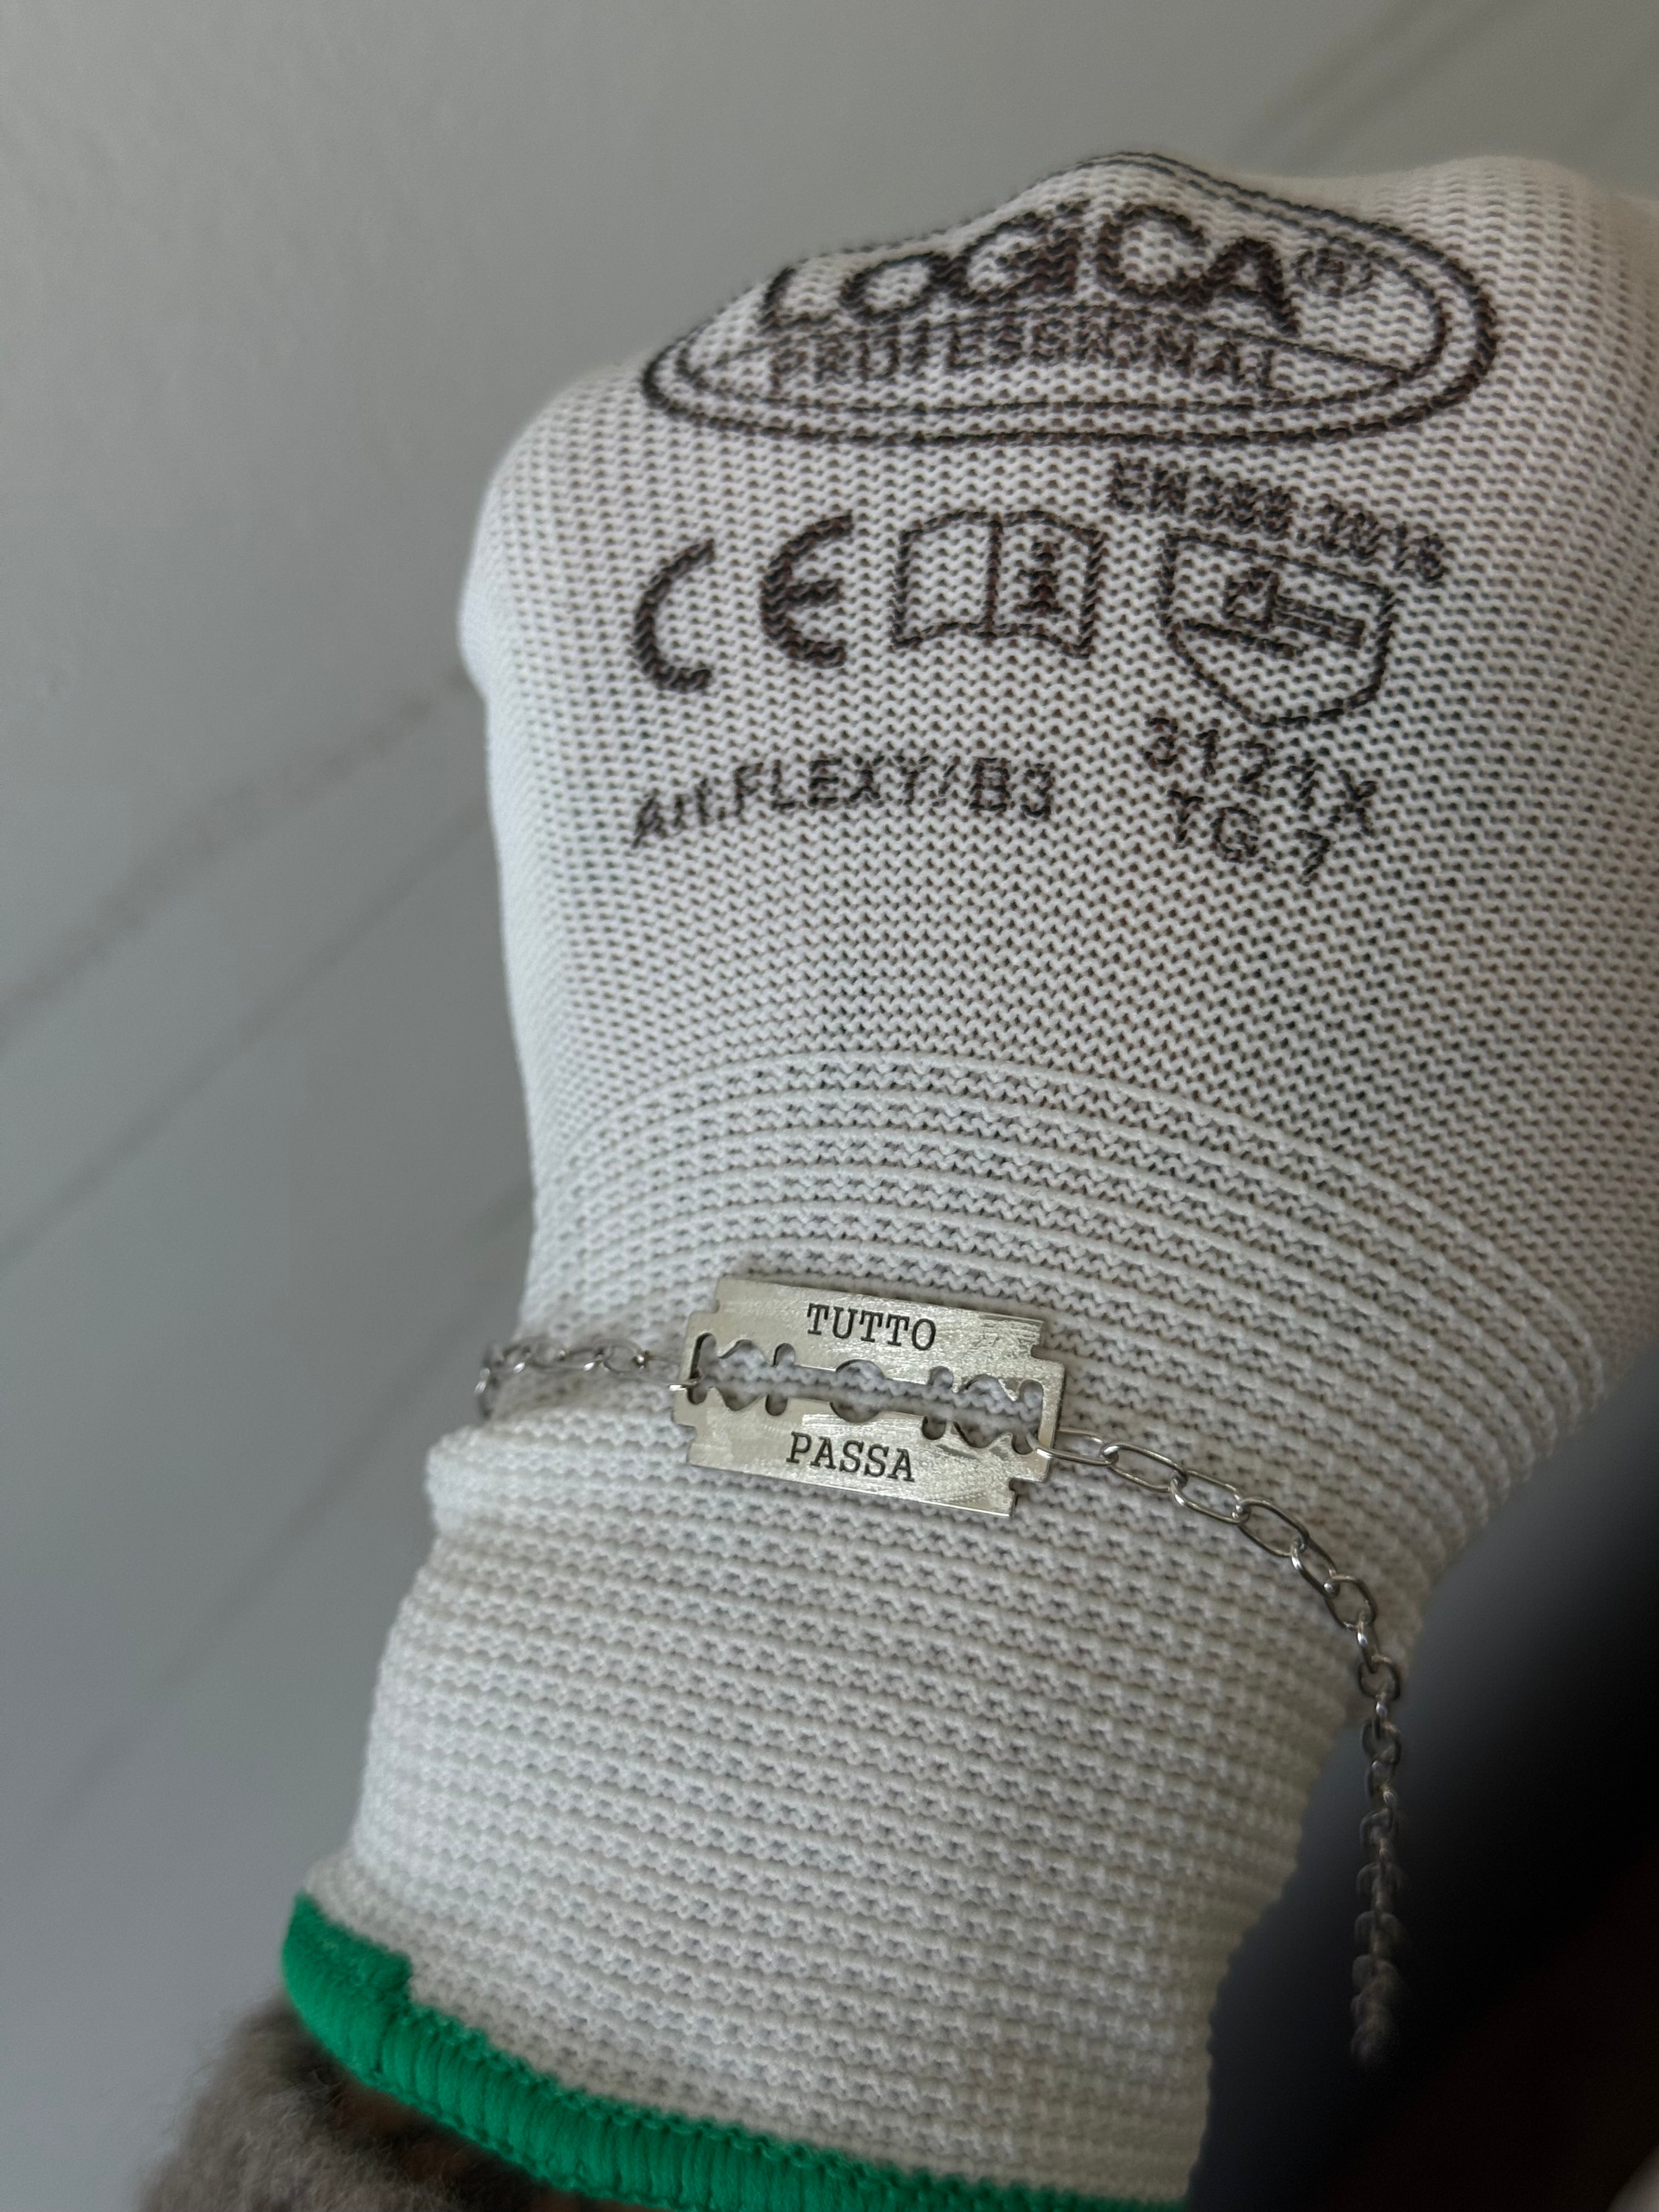 LOGICA(R)
PROFESSIONAL
EN388:2016
CE i
3121X
Art.FLEXY/B3
TG.7
TUTTO
PASSA